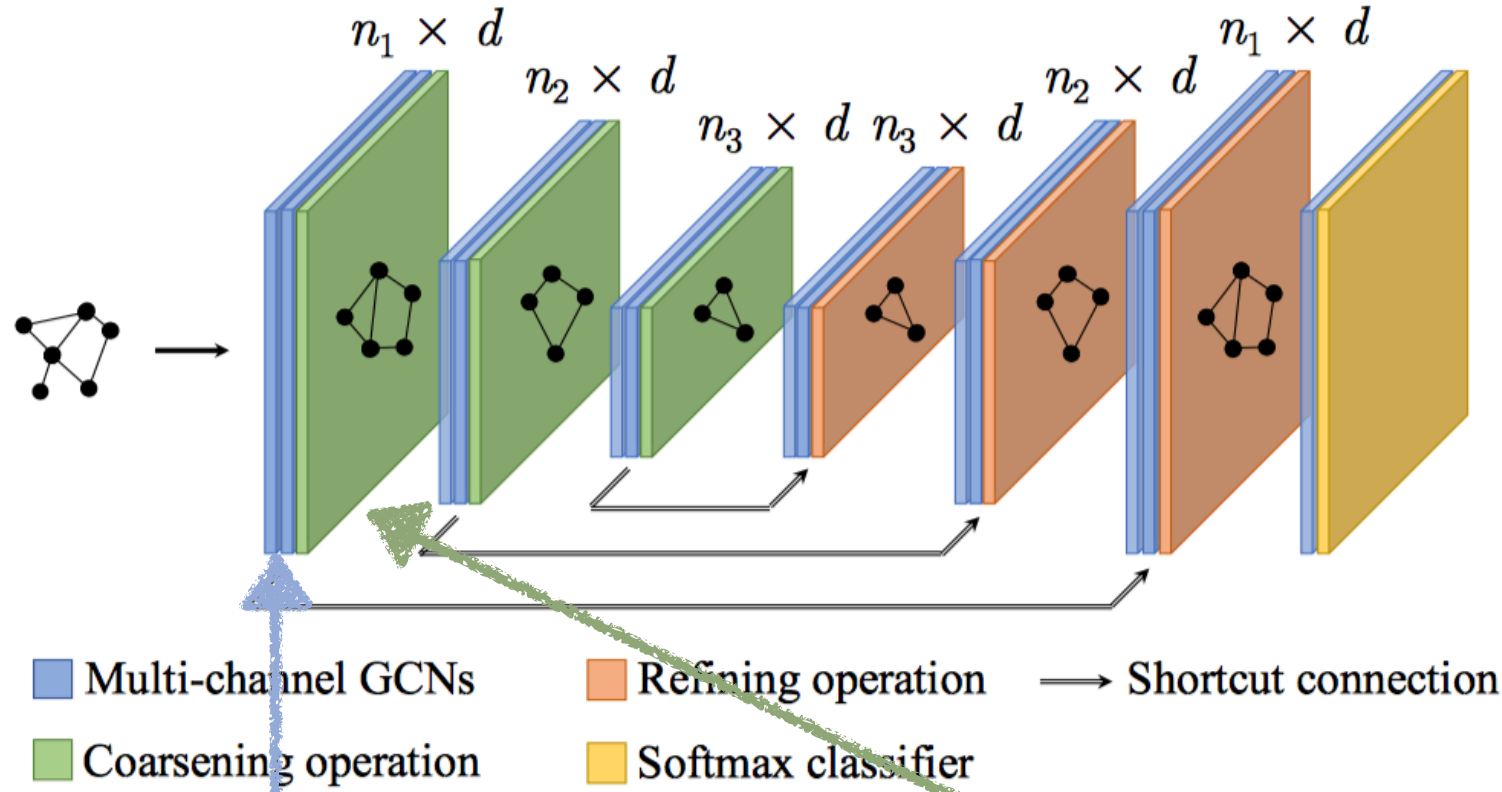 n₁ × d
n₂ × d
n₃ × d
n₃ × d
n₂ × d
n₁ × d
Multi-channel GCNs
Refining operation
Shortcut connection
Coarsening operation
Softmax classifier